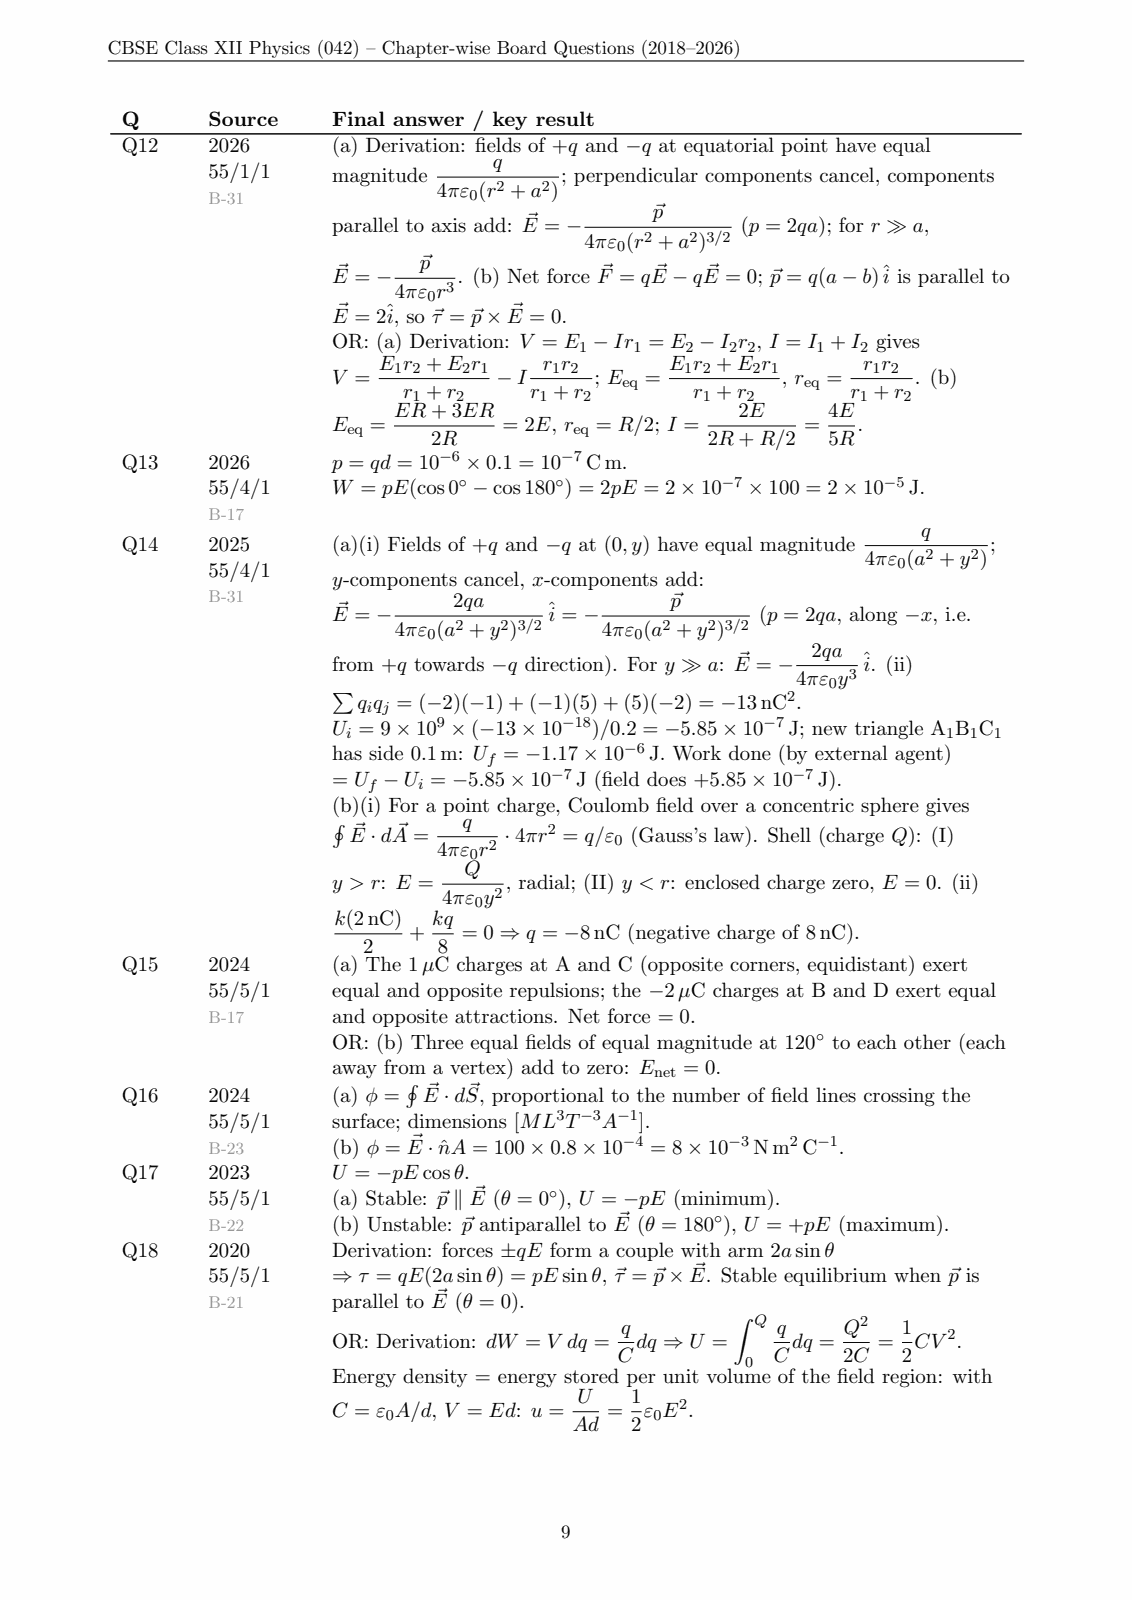 CBSE Class XII Physics (042) – Chapter-wise Board Questions (2018–2026)
Q Source Final answer / key result
Q12 2026 (a) Derivation: fields of +q and −q at equatorial point have equal
55/1/1 magnitude q/(4πε₀(r² + a²)); perpendicular components cancel, components
B-31
parallel to axis add: E⃗ = −p⃗/(4πε₀(r² + a²)^{3/2}) (p = 2qa); for r ≫ a,
E⃗ = −p⃗/(4πε₀r³). (b) Net force F⃗ = qE⃗ − qE⃗ = 0; p⃗ = q(a − b) î is parallel to
E⃗ = 2î, so τ⃗ = p⃗ × E⃗ = 0.
OR: (a) Derivation: V = E₁ − Ir₁ = E₂ − I₂r₂, I = I₁ + I₂ gives
V = (E₁r₂ + E₂r₁)/(r₁ + r₂) − I r₁r₂/(r₁ + r₂); E_eq = (E₁r₂ + E₂r₁)/(r₁ + r₂), r_eq = r₁r₂/(r₁ + r₂). (b)
E_eq = (ER + 3ER)/2R = 2E, r_eq = R/2; I = 2E/(2R + R/2) = 4E/5R.
Q13 2026 p = qd = 10⁻⁶ × 0.1 = 10⁻⁷ C m.
55/4/1 W = pE(cos 0° − cos 180°) = 2pE = 2 × 10⁻⁷ × 100 = 2 × 10⁻⁵ J.
B-17
Q14 2025 (a)(i) Fields of +q and −q at (0, y) have equal magnitude q/(4πε₀(a² + y²));
55/4/1 y-components cancel, x-components add:
B-31 E⃗ = −2qa/(4πε₀(a² + y²)^{3/2}) î = −p⃗/(4πε₀(a² + y²)^{3/2}) (p = 2qa, along −x, i.e.
from +q towards −q direction). For y ≫ a: E⃗ = −2qa/(4πε₀y³) î. (ii)
∑ qᵢqⱼ = (−2)(−1) + (−1)(5) + (5)(−2) = −13 nC².
Uᵢ = 9 × 10⁹ × (−13 × 10⁻¹⁸)/0.2 = −5.85 × 10⁻⁷ J; new triangle A₁B₁C₁
has side 0.1 m: U_f = −1.17 × 10⁻⁶ J. Work done (by external agent)
= U_f − Uᵢ = −5.85 × 10⁻⁷ J (field does +5.85 × 10⁻⁷ J).
(b)(i) For a point charge, Coulomb field over a concentric sphere gives
∮ E⃗ · dA⃗ = q/(4πε₀r²) · 4πr² = q/ε₀ (Gauss’s law). Shell (charge Q): (I)
y > r: E = Q/(4πε₀y²), radial; (II) y < r: enclosed charge zero, E = 0. (ii)
k(2 nC)/2 + kq/8 = 0 ⇒ q = −8 nC (negative charge of 8 nC).
Q15 2024 (a) The 1 μC charges at A and C (opposite corners, equidistant) exert
55/5/1 equal and opposite repulsions; the −2 μC charges at B and D exert equal
B-17 and opposite attractions. Net force = 0.
OR: (b) Three equal fields of equal magnitude at 120° to each other (each
away from a vertex) add to zero: E_net = 0.
Q16 2024 (a) ϕ = ∮ E⃗ · dS⃗, proportional to the number of field lines crossing the
55/5/1 surface; dimensions [ML³T⁻³A⁻¹].
B-23 (b) ϕ = E⃗ · n̂A = 100 × 0.8 × 10⁻⁴ = 8 × 10⁻³ N m² C⁻¹.
Q17 2023 U = −pE cos θ.
55/5/1 (a) Stable: p⃗ ∥ E⃗ (θ = 0°), U = −pE (minimum).
B-22 (b) Unstable: p⃗ antiparallel to E⃗ (θ = 180°), U = +pE (maximum).
Q18 2020 Derivation: forces ±qE form a couple with arm 2a sin θ
55/5/1 ⇒ τ = qE(2a sin θ) = pE sin θ, τ⃗ = p⃗ × E⃗. Stable equilibrium when p⃗ is
B-21 parallel to E⃗ (θ = 0).
OR: Derivation: dW = V dq = q/C dq ⇒ U = ∫₀^Q q/C dq = Q²/2C = 1/2 CV².
Energy density = energy stored per unit volume of the field region: with
C = ε₀A/d, V = Ed: u = U/Ad = 1/2 ε₀E².
9